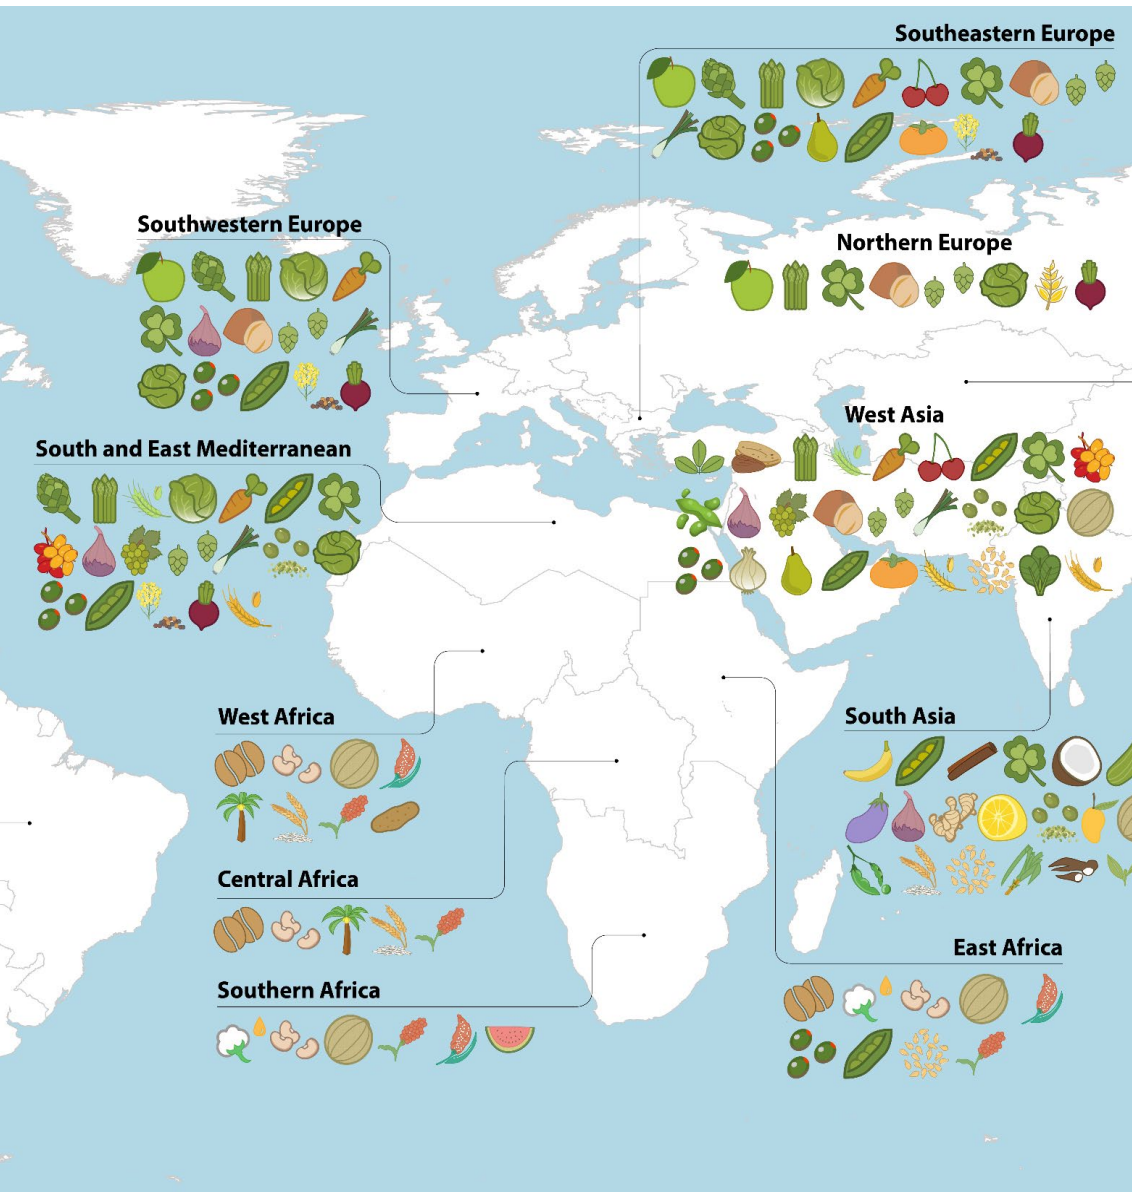 Southeastern Europe
Southwestern Europe
Northern Europe
West Asia
South and East Mediterranean
West Africa
South Asia
Central Africa
East Africa
Southern Africa